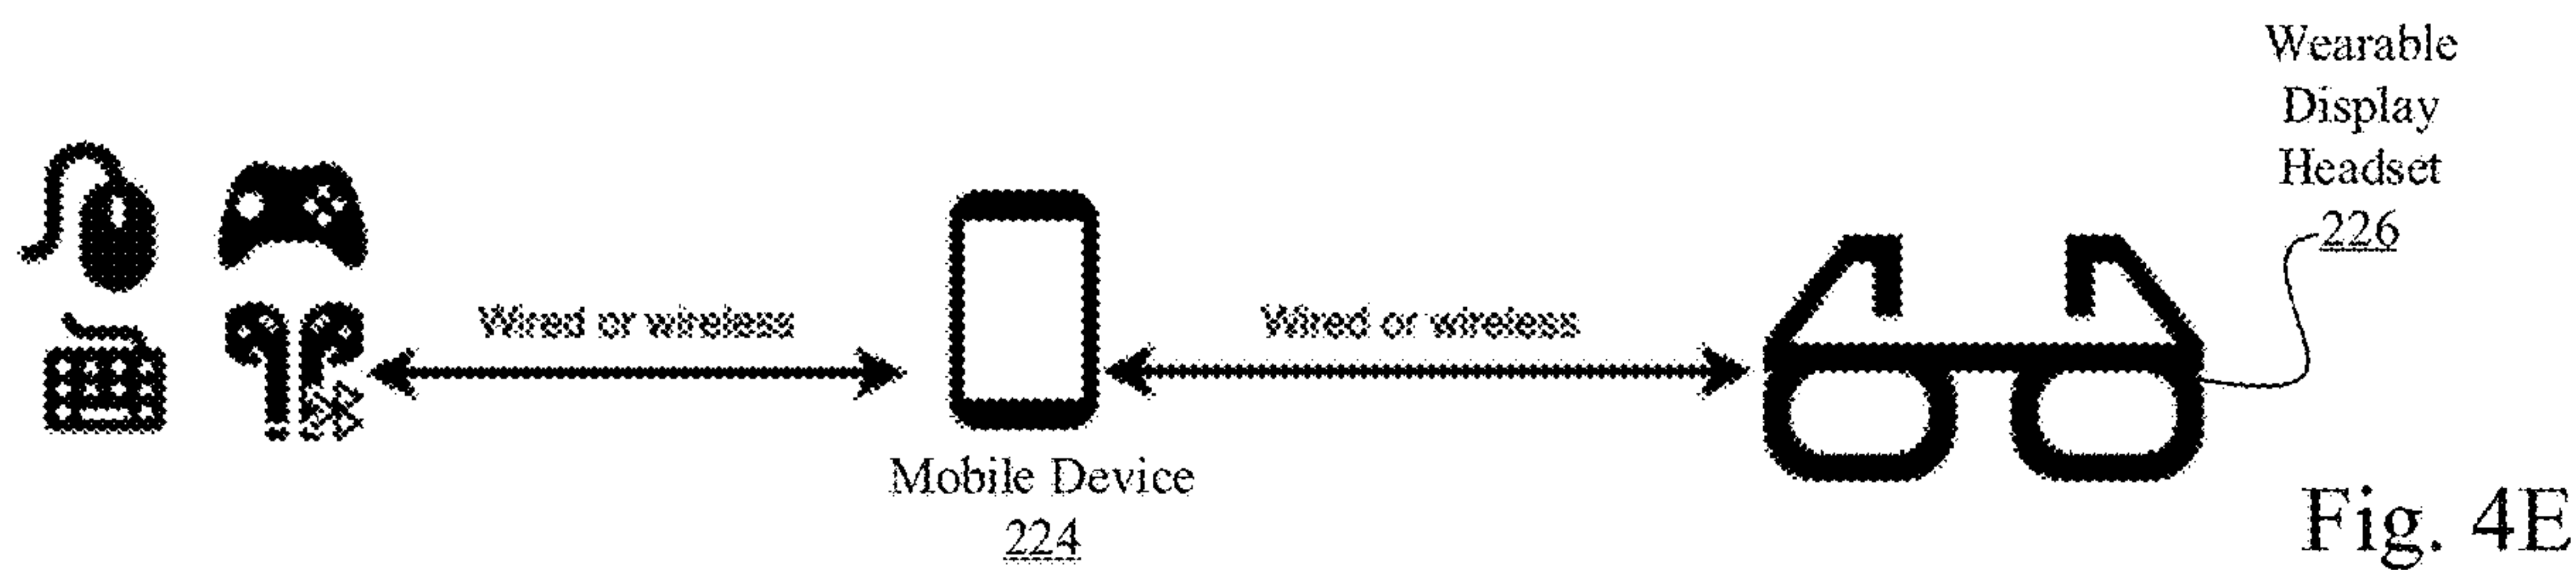 Wearable
Display
Headset
226
Wired or wireless
Wired or wireless
Mobile Device
224
Fig. 4E